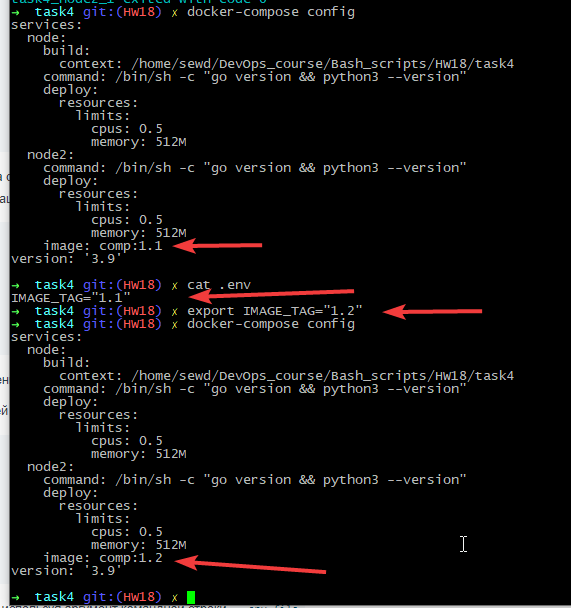 ➜  task4 git:(HW18) ✗ docker-compose config
services:
  node:
    build:
      context: /home/sewd/DevOps_course/Bash_scripts/HW18/task4
    command: /bin/sh -c "go version && python3 --version"
    deploy:
      resources:
        limits:
          cpus: 0.5
          memory: 512M
  node2:
    command: /bin/sh -c "go version && python3 --version"
    deploy:
      resources:
        limits:
          cpus: 0.5
          memory: 512M
    image: comp:1.1
version: '3.9'

➜  task4 git:(HW18) ✗ cat .env
IMAGE_TAG="1.1"
➜  task4 git:(HW18) ✗ export IMAGE_TAG="1.2"
➜  task4 git:(HW18) ✗ docker-compose config
services:
  node:
    build:
      context: /home/sewd/DevOps_course/Bash_scripts/HW18/task4
    command: /bin/sh -c "go version && python3 --version"
    deploy:
      resources:
        limits:
          cpus: 0.5
          memory: 512M
  node2:
    command: /bin/sh -c "go version && python3 --version"
    deploy:
      resources:
        limits:
          cpus: 0.5
          memory: 512M
    image: comp:1.2
version: '3.9'

➜  task4 git:(HW18) ✗